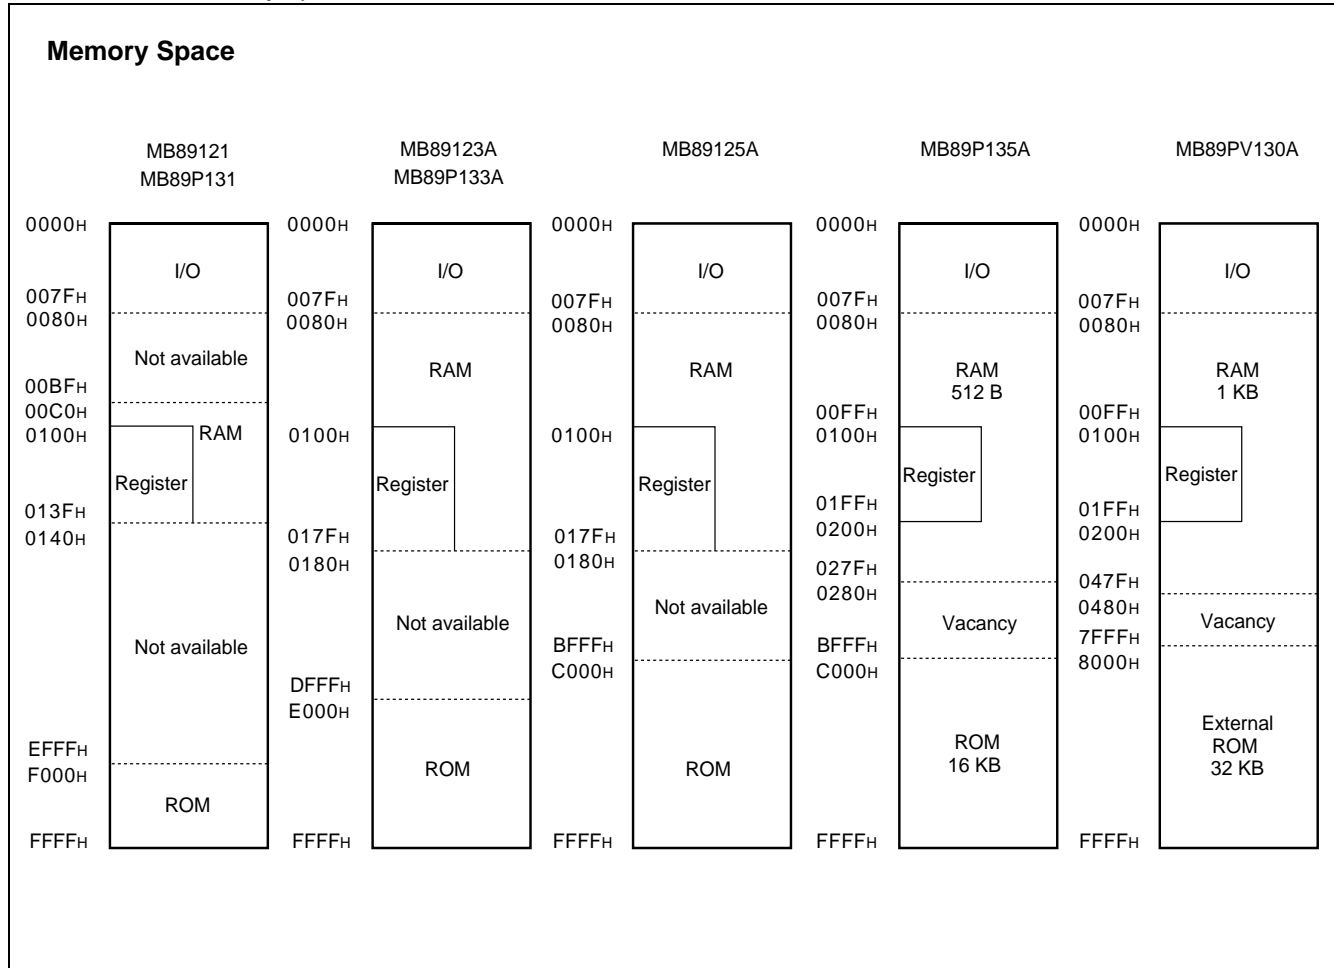 Memory Space
MB89121
MB89P131
0000H
I/O
007FH
0080H
Not available
00BFH
00C0H
0100H
RAM
Register
013FH
0140H
Not available
EFFFH
F000H
ROM
FFFFH
MB89123A
MB89P133A
0000H
I/O
007FH
0080H
RAM
0100H
Register
017FH
0180H
Not available
DFFFH
E000H
ROM
FFFFH
MB89125A
0000H
I/O
007FH
0080H
RAM
0100H
Register
017FH
0180H
Not available
BFFFH
C000H
ROM
FFFFH
MB89P135A
0000H
I/O
007FH
0080H
RAM
512 B
00FFH
0100H
Register
01FFH
0200H
027FH
0280H
Vacancy
BFFFH
C000H
ROM
16 KB
FFFFH
MB89PV130A
0000H
I/O
007FH
0080H
RAM
1 KB
00FFH
0100H
Register
01FFH
0200H
047FH
0480H
Vacancy
7FFFH
8000H
External
ROM
32 KB
FFFFH